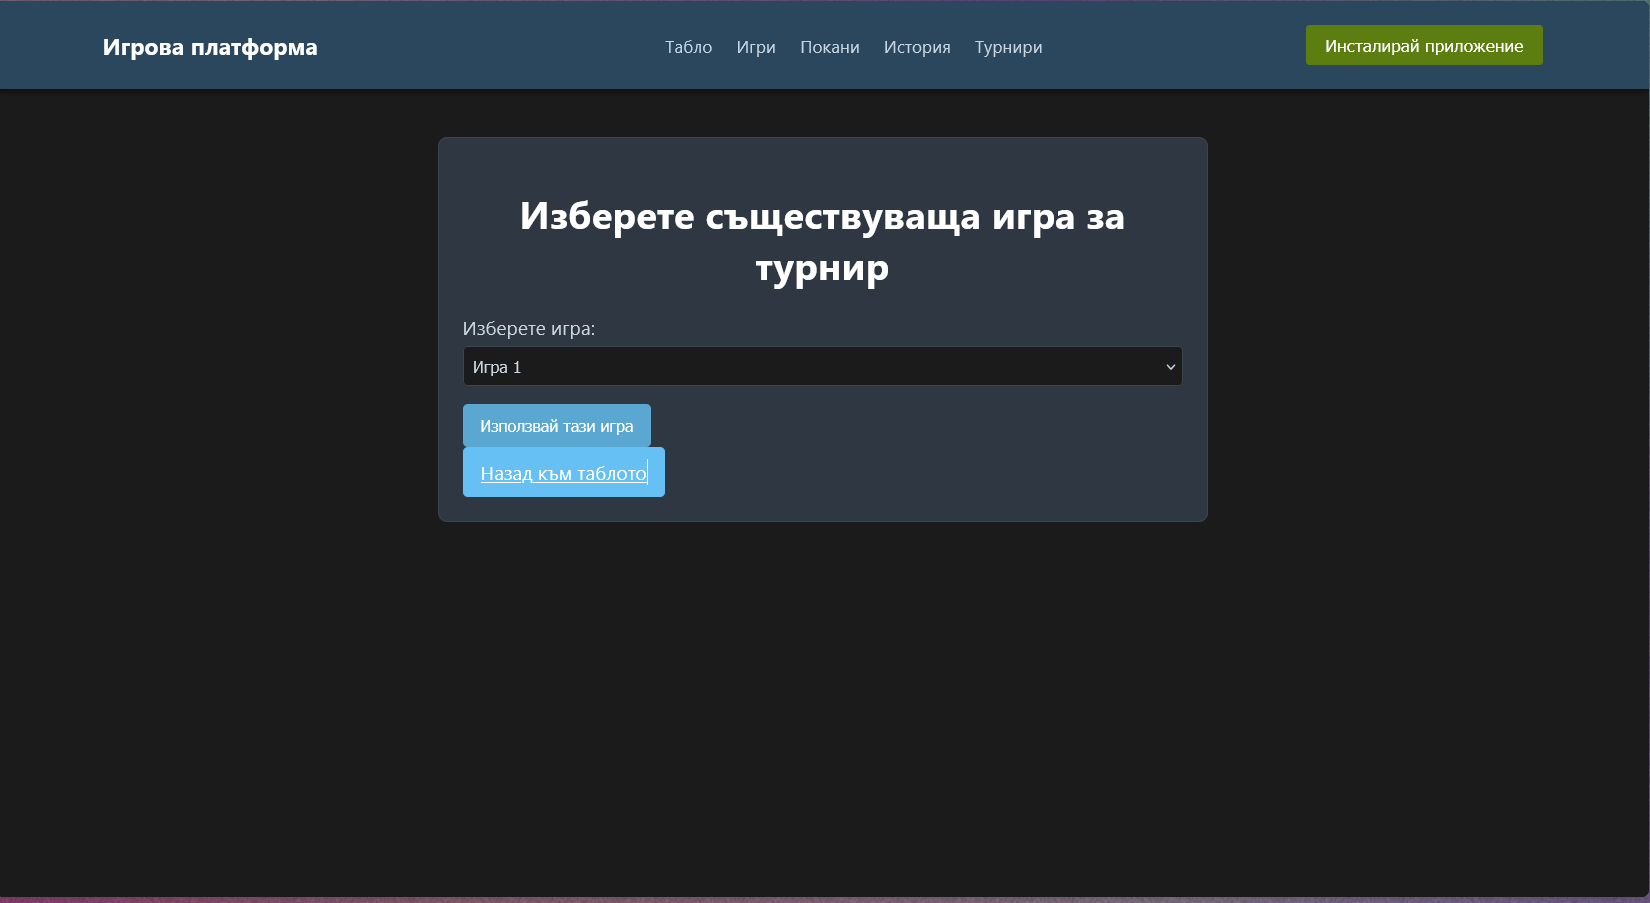 Игрова платформа
Табло Игри Покани История Турнири
Инсталирай приложение
Изберете съществуваща игра за
турнир
Изберете игра:
Игра 1
Използвай тази игра
Назад към таблото